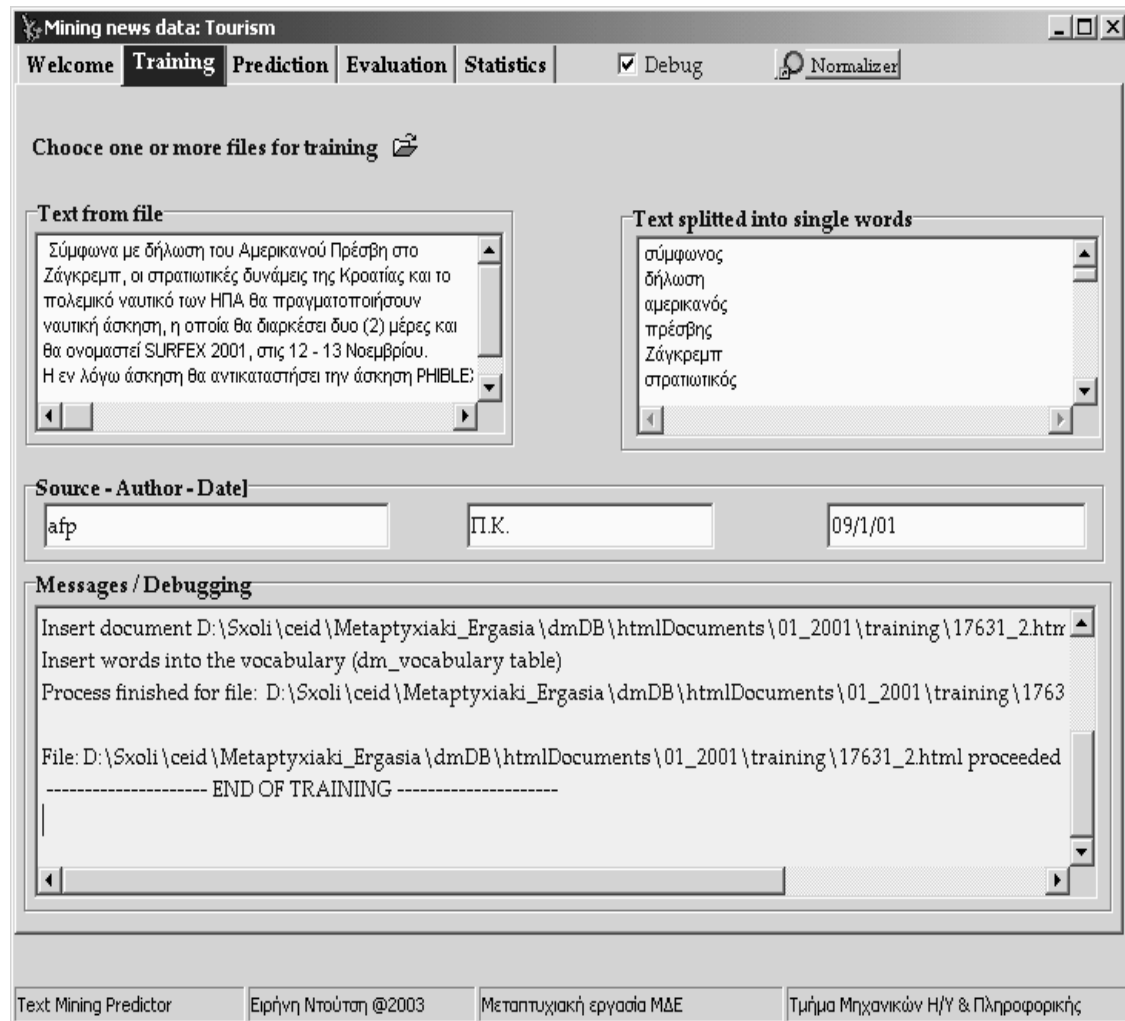 Mining news data: Tourism
Welcome Training Prediction Evaluation Statistics Debug Normalizer
Chooce one or more files for training
Text from file
Σύμφωνα με δήλωση του Αμερικανού Πρέσβη στο
Ζάγκρεμπ, οι στρατιωτικές δυνάμεις της Κροατίας και το
πολεμικό ναυτικό των ΗΠΑ θα πραγματοποιήσουν
ναυτική άσκηση, η οποία θα διαρκέσει δυο (2) μέρες και
θα ονομαστεί SURFEX 2001, στις 12 - 13 Νοεμβρίου.
Η εν λόγω άσκηση θα αντικαταστήσει την άσκηση PHIBLEX
Text splitted into single words
σύμφωνος
δήλωση
αμερικανός
πρέσβης
Ζάγκρεμπ
στρατιωτικός
Source - Author - Date]
afp Π.Κ. 09/1/01
Messages / Debugging
Insert document D:\Sxoli\ceid\Metaptyxiaki_Ergasia\dmDB\htmlDocuments\01_2001\training\17631_2.htm
Insert words into the vocabulary (dm_vocabulary table)
Process finished for file: D:\Sxoli\ceid\Metaptyxiaki_Ergasia\dmDB\htmlDocuments\01_2001\training\1763
File: D:\Sxoli\ceid\Metaptyxiaki_Ergasia\dmDB\htmlDocuments\01_2001\training\17631_2.html proceeded
--------------------- END OF TRAINING ---------------------
Text Mining Predictor Ειρήνη Ντούτση @2003 Μεταπτυχιακή εργασία ΜΔΕ Τμήμα Μηχανικών Η/Υ & Πληροφορικής